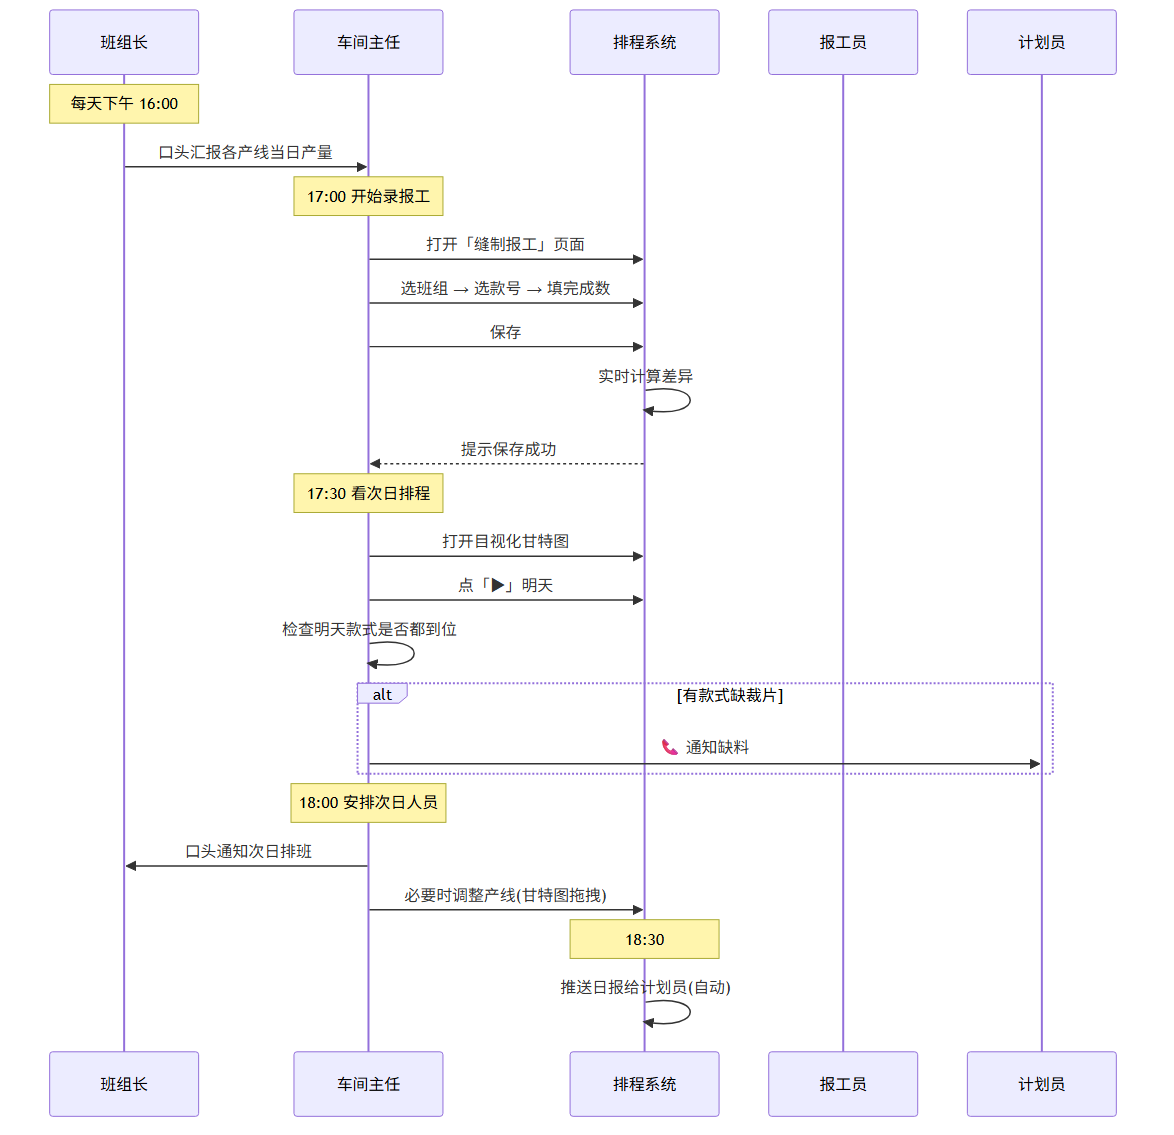 班组长
车间主任
排程系统
报工员
计划员
每天下午 16:00
口头汇报各产线当日产量
17:00 开始录报工
打开「缝制报工」页面
选班组 → 选款号 → 填完成数
保存
实时计算差异
提示保存成功
17:30 看次日排程
打开目视化甘特图
点「▶」明天
检查明天款式是否都到位
alt
[有款式缺裁片]
📞 通知缺料
18:00 安排次日人员
口头通知次日排班
必要时调整产线(甘特图拖拽)
18:30
推送日报给计划员(自动)
班组长
车间主任
排程系统
报工员
计划员